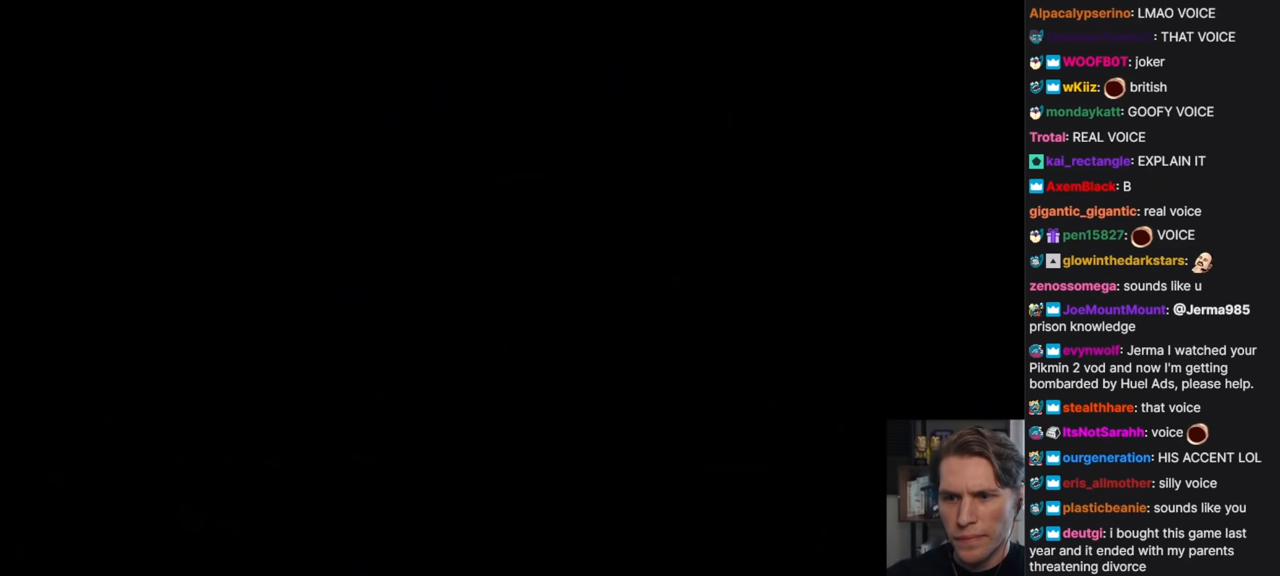 Alpacalypserino: LMAO VOICE
: THAT VOICE
WOOFB0T: joker
wKiiz: british
mondaykatt: GOOFY VOICE
Trotal: REAL VOICE
kai_rectangle: EXPLAIN IT
AxemBlack: B
gigantic_gigantic: real voice
pen15827: VOICE
glowinthedarkstars:
zenossomega: sounds like u
JoeMountMount: @Jerma985
prison knowledge
evynwolf: Jerma I watched your
Pikmin 2 vod and now I'm getting
bombarded by Huel Ads, please help.
stealthhare: that voice
ItsNotSarahh: voice
ourgeneration: HIS ACCENT LOL
eris_allmother: silly voice
plasticbeanie: sounds like you
deutgi: i bought this game last
year and it ended with my parents
threatening divorce